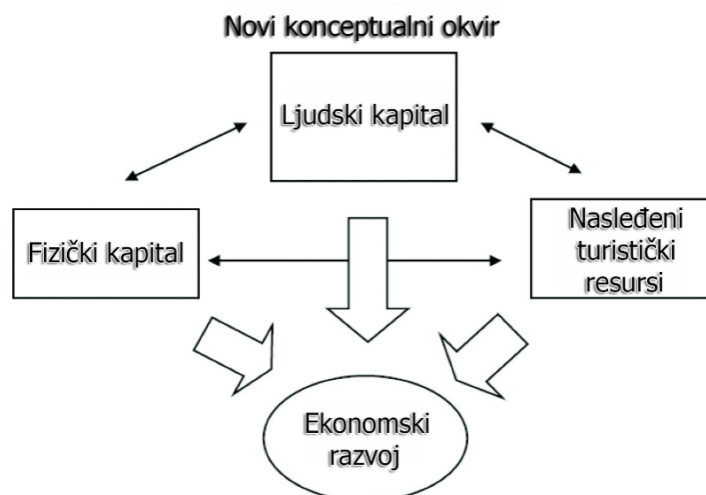 Novi konceptualni okvir
Ljudski kapital
Fizički kapital
Nasleđeni
turistički
resursi
Ekonomski
razvoj